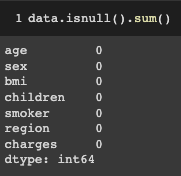 1 data.isnull().sum()
age 0
sex 0
bmi 0
children 0
smoker 0
region 0
charges 0
dtype: int64